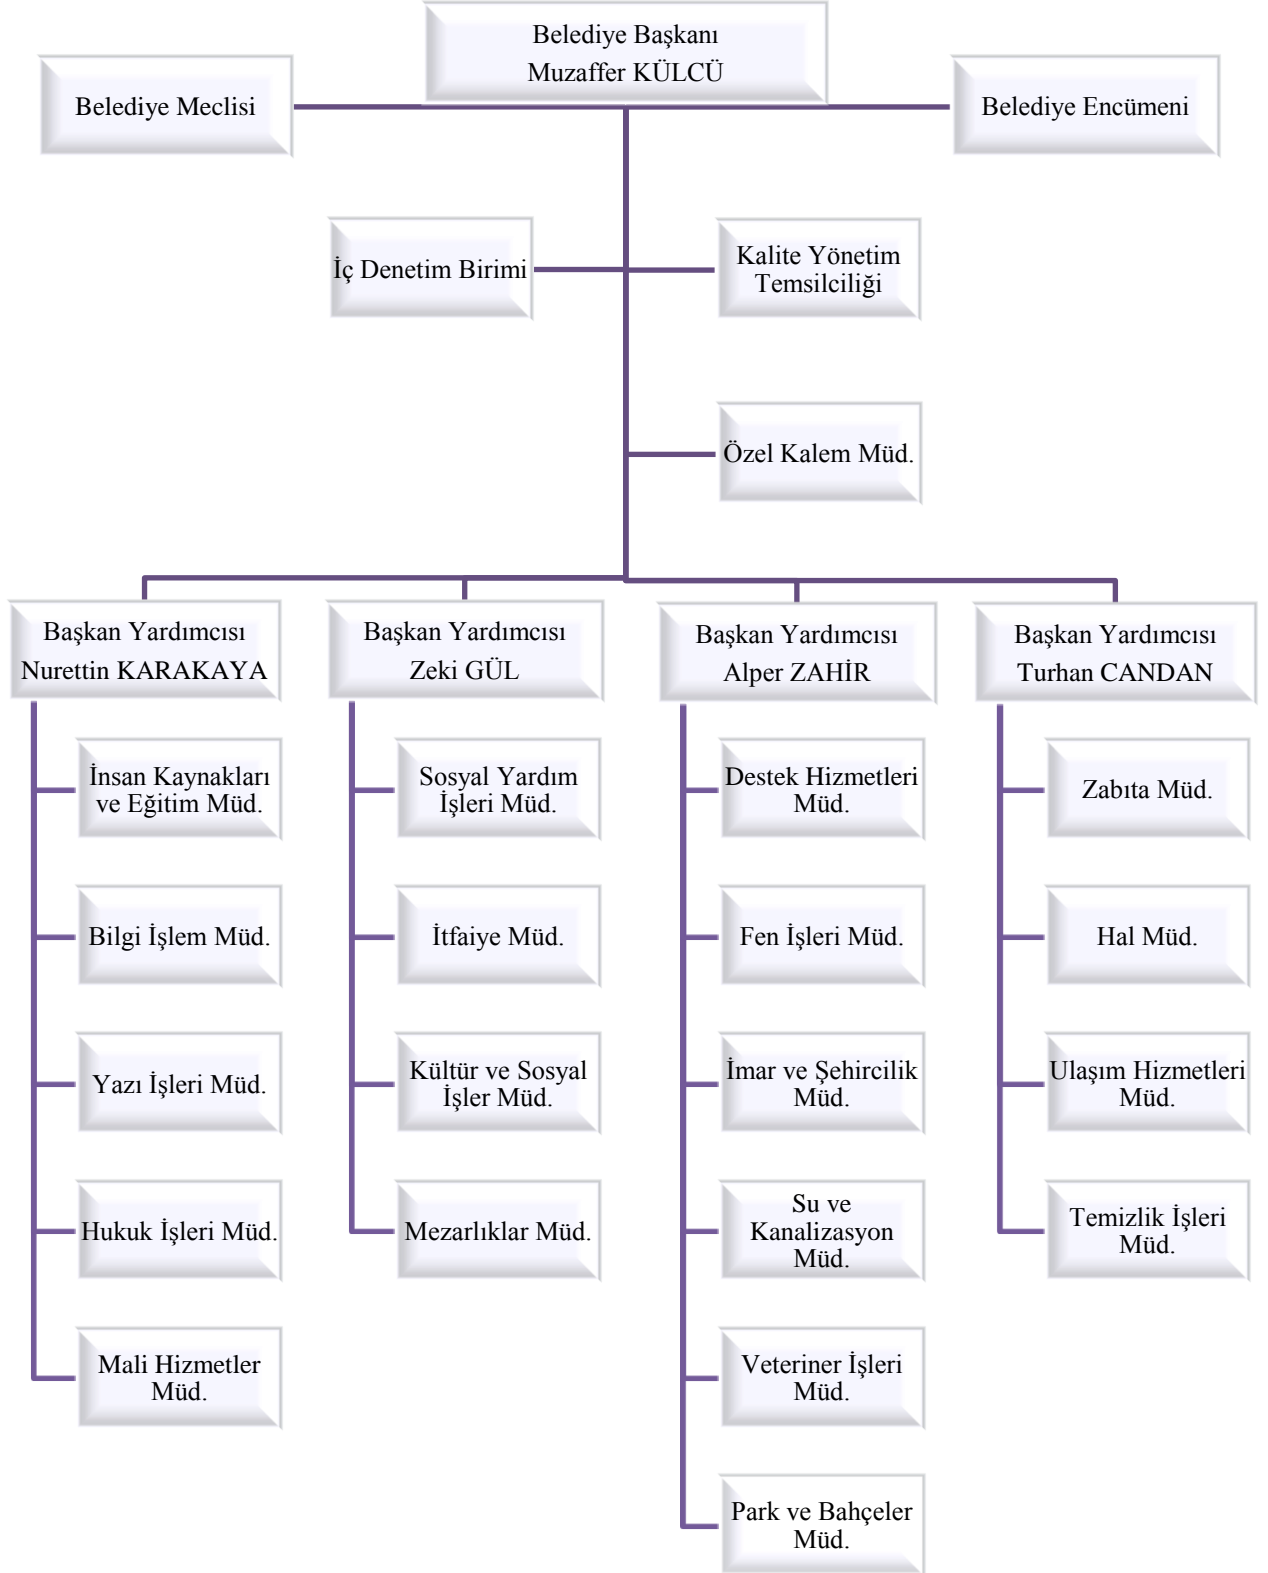 Belediye Başkanı
Muzaffer KÜLCÜ
Belediye Meclisi
Belediye Encümeni
İç Denetim Birimi
Kalite Yönetim
Temsilciliği
Özel Kalem Müd.
Başkan Yardımcısı
Nurettin KARAKAYA
İnsan Kaynakları
ve Eğitim Müd.
Bilgi İşlem Müd.
Yazı İşleri Müd.
Hukuk İşleri Müd.
Mali Hizmetler
Müd.
Başkan Yardımcısı
Zeki GÜL
Sosyal Yardım
İşleri Müd.
İtfaiye Müd.
Kültür ve Sosyal
İşler Müd.
Mezarlıklar Müd.
Başkan Yardımcısı
Alper ZAHİR
Destek Hizmetleri
Müd.
Fen İşleri Müd.
İmar ve Şehircilik
Müd.
Su ve
Kanalizasyon
Müd.
Veteriner İşleri
Müd.
Park ve Bahçeler
Müd.
Başkan Yardımcısı
Turhan CANDAN
Zabıta Müd.
Hal Müd.
Ulaşım Hizmetleri
Müd.
Temizlik İşleri
Müd.